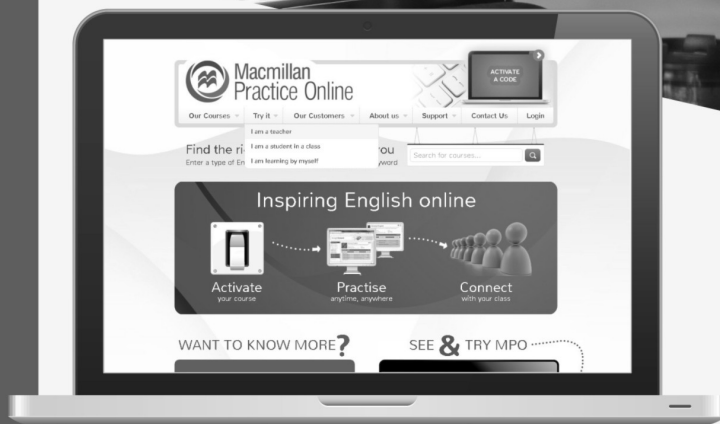 Macmillan
Practice Online
ACTIVATE
A CODE
Our Courses Try it Our Customers About us Support Contact Us Login
I am a teacher
I am a student in a class
I am learning by myself
Find the ri ou
Enter a type of En yword
Search for courses...
Inspiring English online
Activate
your course
Practise
anytime, anywhere
Connect
with your class
WANT TO KNOW MORE?
SEE & TRY MPO